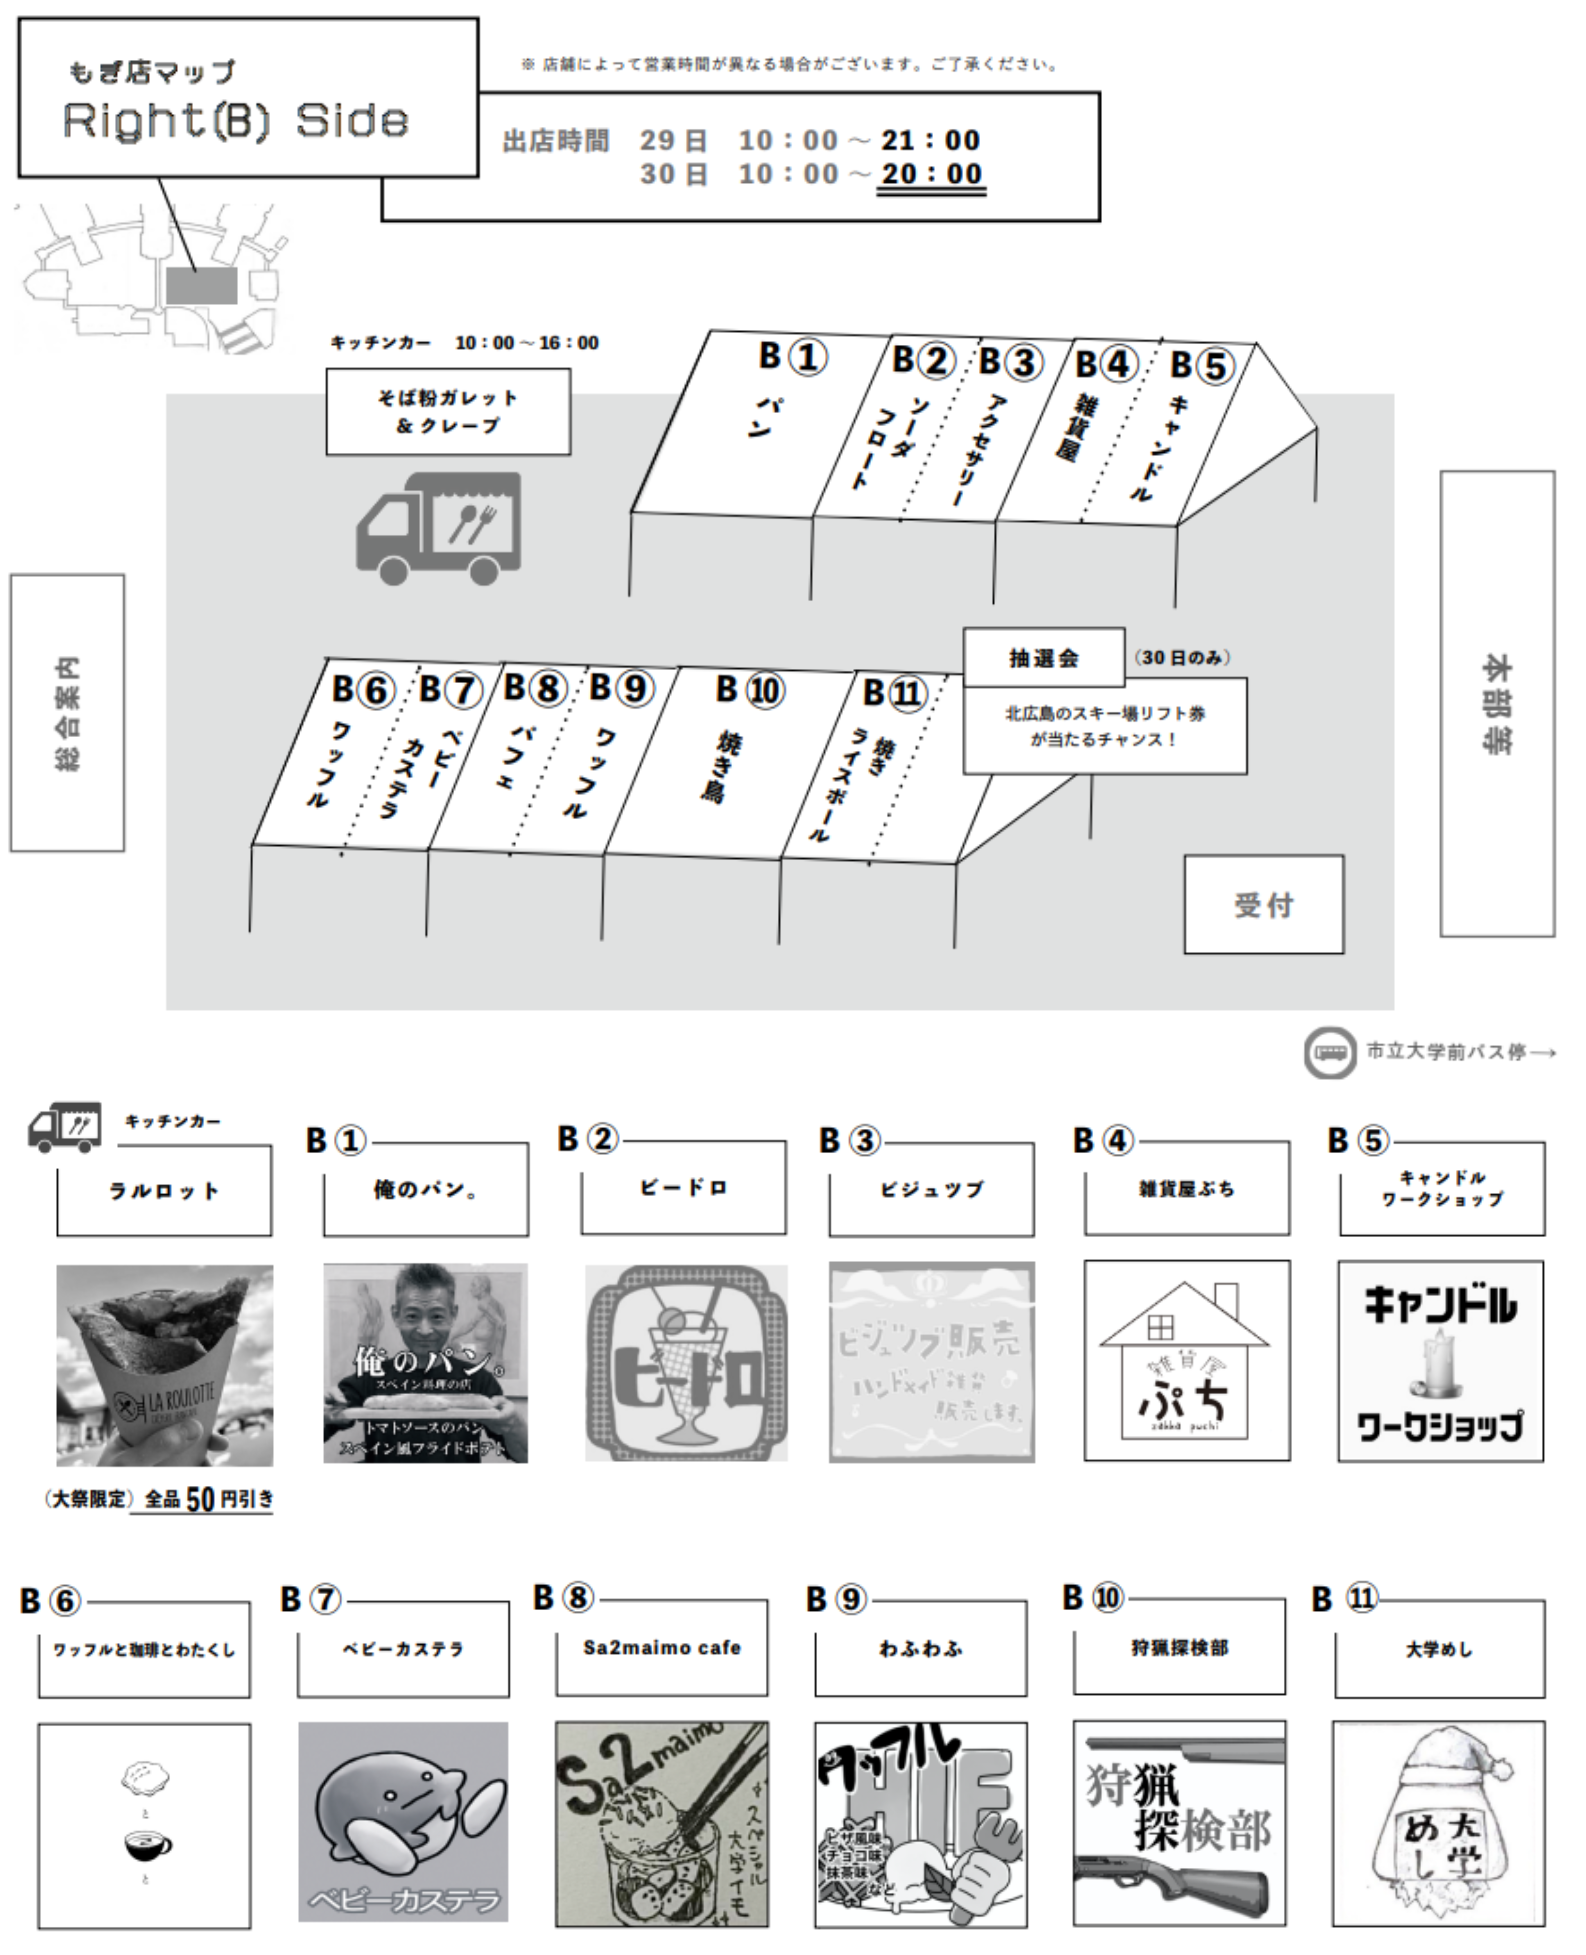 もぎ店マップ
Right(B) Side
※ 店舗によって営業時間が異なる場合がございます。ご了承ください。
出店時間 29日 10：00～21：00
30日 10：00～20：00
キッチンカー 10：00～16：00
そば粉ガレット
＆クレープ
B①
パン
B②
ソーダ
フロート
B③
アクセサリー
B④
雑貨屋
B⑤
キャンドル
総合案内
本部等
抽選会
（30日のみ）
北広島のスキー場リフト券
が当たるチャンス！
B⑥
ワッフル
B⑦
ベビー
カステラ
B⑧
パフェ
B⑨
ワッフル
B⑩
焼き鳥
B⑪
焼き
ライスボール
受付
市立大学前バス停→
キッチンカー
ラルロット
LA ROULOTTE
（大祭限定）全品50円引き
B①
俺のパン。
俺のパン。
スペイン料理の店
トマトソースのパン
スペイン風フライドポテト
B②
ビードロ
ビードロ
B③
ビジュツブ
ビジュツブ販売
ハンドメイド雑貨
販売します。
B④
雑貨屋ぷち
雑貨屋
ぷち
zakka puchi
B⑤
キャンドル
ワークショップ
キャンドル
ワークショップ
B⑥
ワッフルと珈琲とわたくし
と
と
B⑦
ベビーカステラ
ベビーカステラ
B⑧
Sa2maimo cafe
Sa2maimo
スペシャル
大学イモ
B⑨
わふわふ
ワッフル
HIF
ピザ風味
チョコ味
抹茶味
など
B⑩
狩猟探検部
狩猟
探検部
B⑪
大学めし
大学
めし